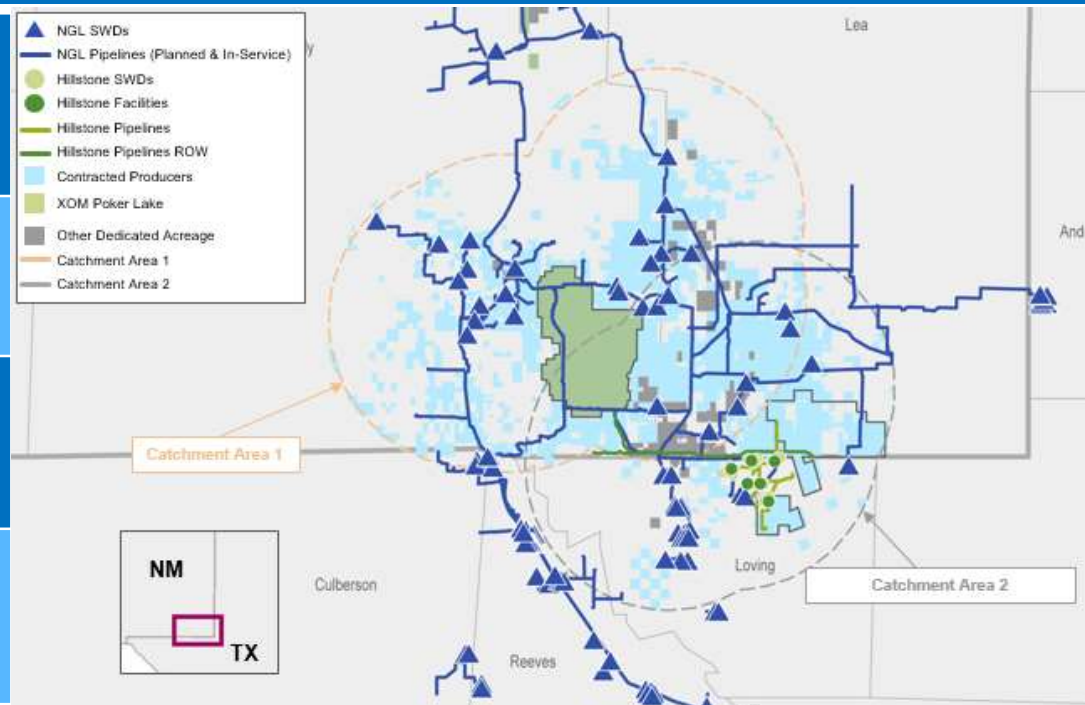 NGL SWDs
NGL Pipelines (Planned & In-Service)
Hillstone SWDs
Hillstone Facilities
Hillstone Pipelines
Hillstone Pipelines ROW
Contracted Producers
XOM Poker Lake
Other Dedicated Acreage
Catchment Area 1
Catchment Area 2
y
Lea
And
Catchment Area 1
Catchment Area 2
Loving
Culberson
Reeves
NM
TX